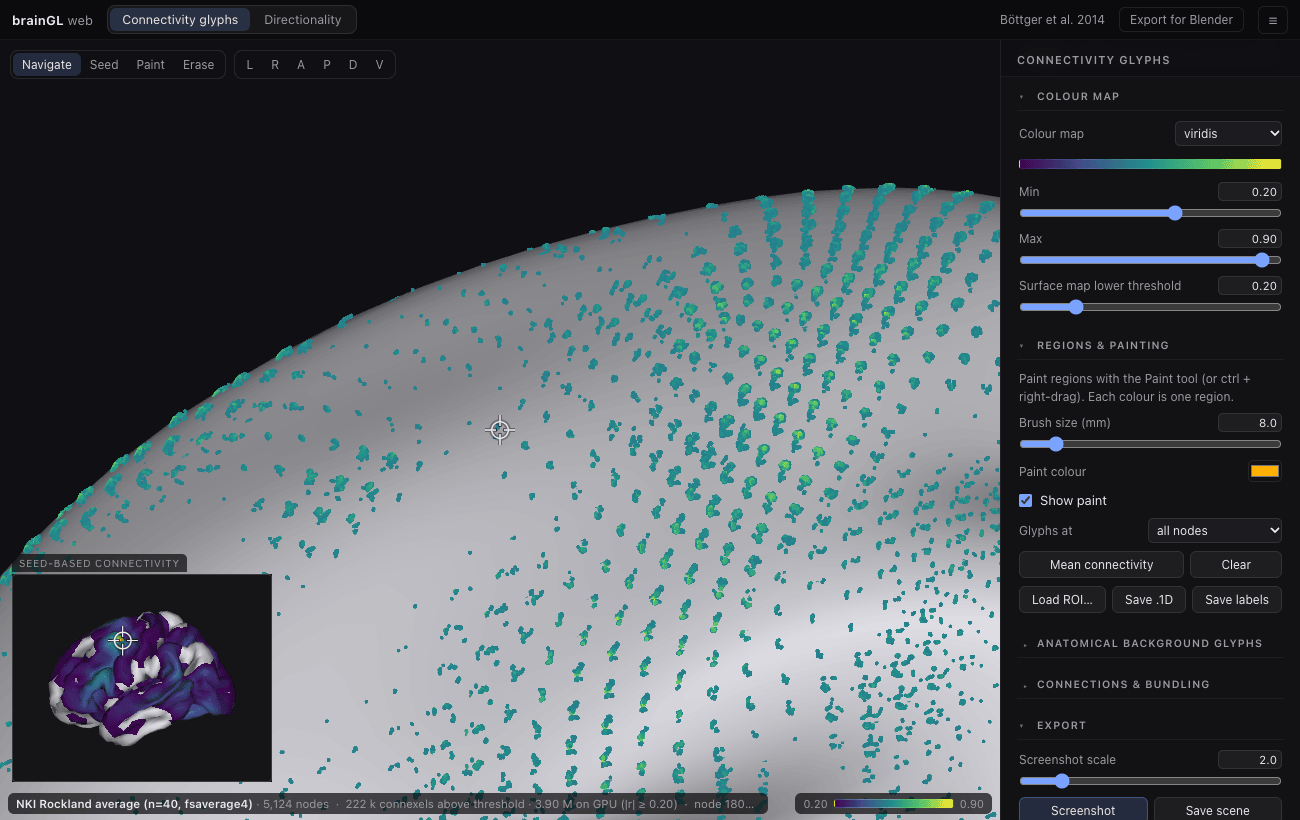 brainGL web Connectivity glyphs Directionality Böttger et al. 2014 Export for Blender ≡
Navigate Seed Paint Erase L R A P D V
CONNECTIVITY GLYPHS
COLOUR MAP
Colour map viridis
Min 0.20
Max 0.90
Surface map lower threshold 0.20
REGIONS & PAINTING
Paint regions with the Paint tool (or ctrl +
right-drag). Each colour is one region.
Brush size (mm) 8.0
Paint colour
Show paint
Glyphs at all nodes
Mean connectivity Clear
Load ROI... Save .1D Save labels
ANATOMICAL BACKGROUND GLYPHS
CONNECTIONS & BUNDLING
EXPORT
Screenshot scale 2.0
Screenshot Save scene
SEED-BASED CONNECTIVITY
NKI Rockland average (n=40, fsaverage4) · 5,124 nodes · 222 k connexels above threshold · 3.90 M on GPU (|r| ≥ 0.20) · node 180...
0.20 0.90